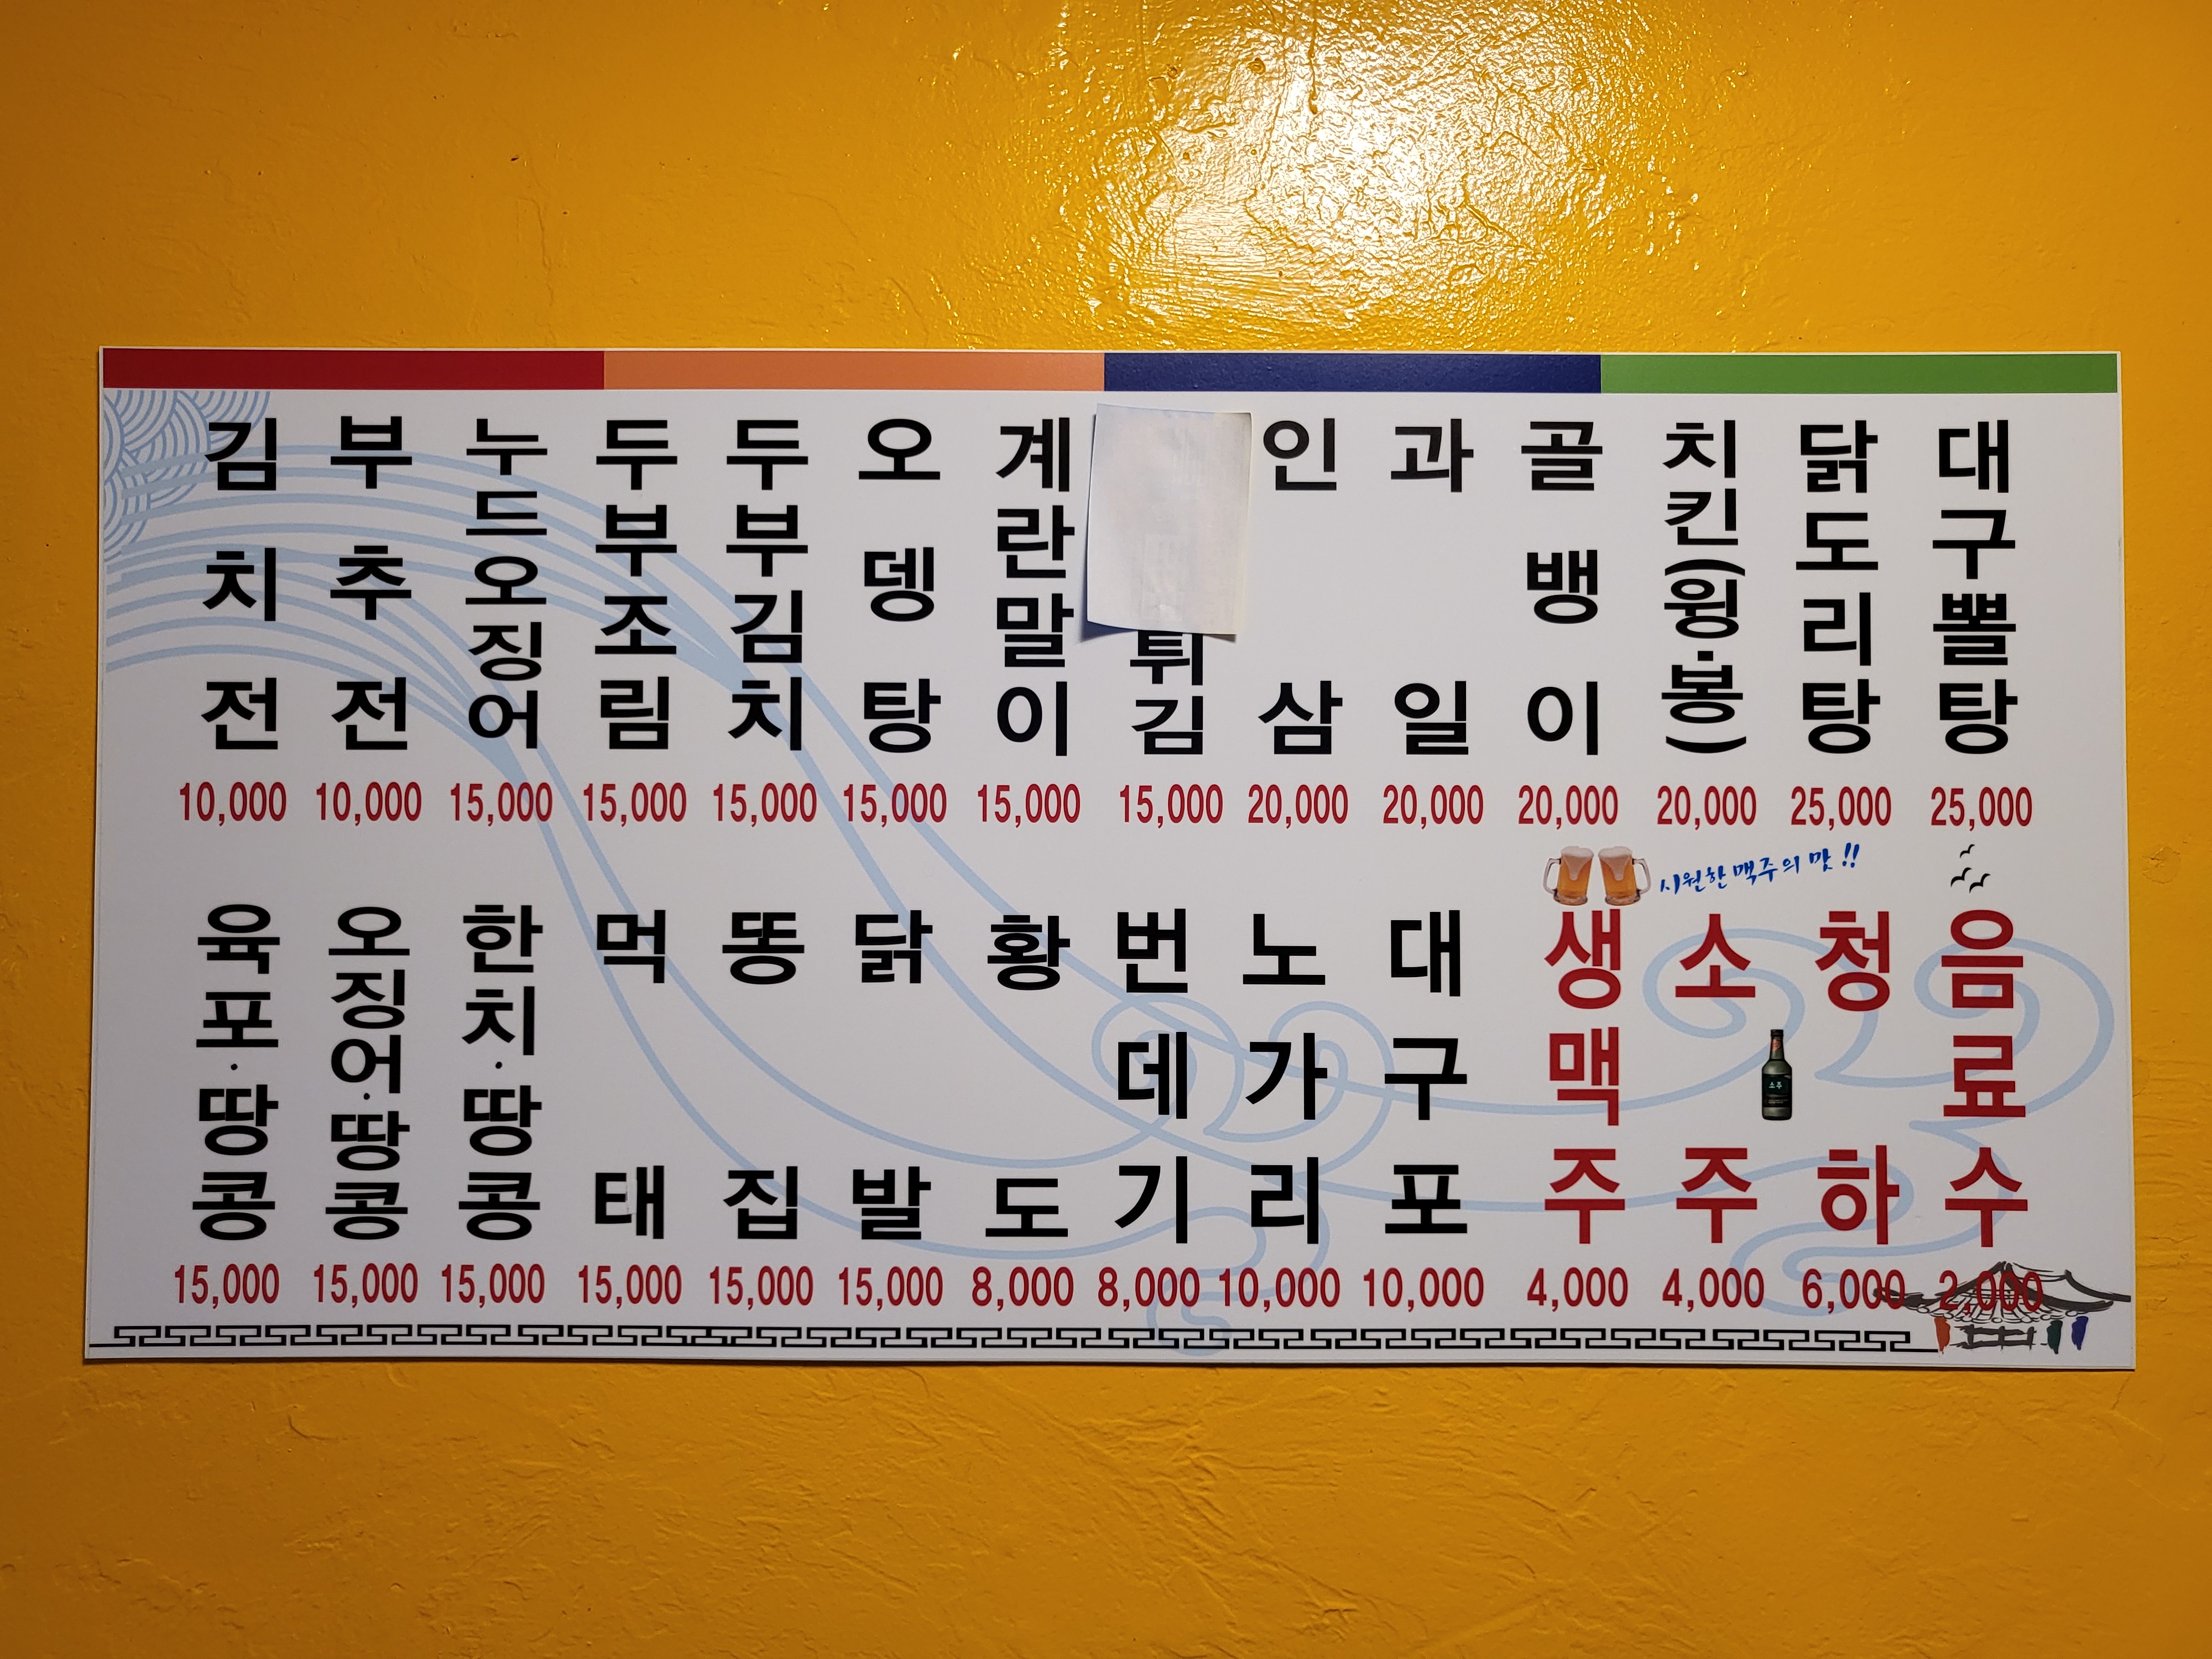 김치전 10,000
부추전 10,000
누드오징어 15,000
두부조림 15,000
두부김치 15,000
오뎅탕 15,000
계란말이 15,000
튀김 15,000
인삼 20,000
과일 20,000
골뱅이 20,000
치킨(윙·봉) 20,000
닭도리탕 25,000
대구뽈탕 25,000
시원한 맥주의 맛 !!
육포·땅콩 15,000
오징어·땅콩 15,000
한치·땅콩 15,000
먹태 15,000
똥집 15,000
닭발 15,000
황도 8,000
번데기 8,000
노가리 10,000
대구포 10,000
생맥주 4,000
소주 4,000
소주
청하 6,000
음료수 2,000